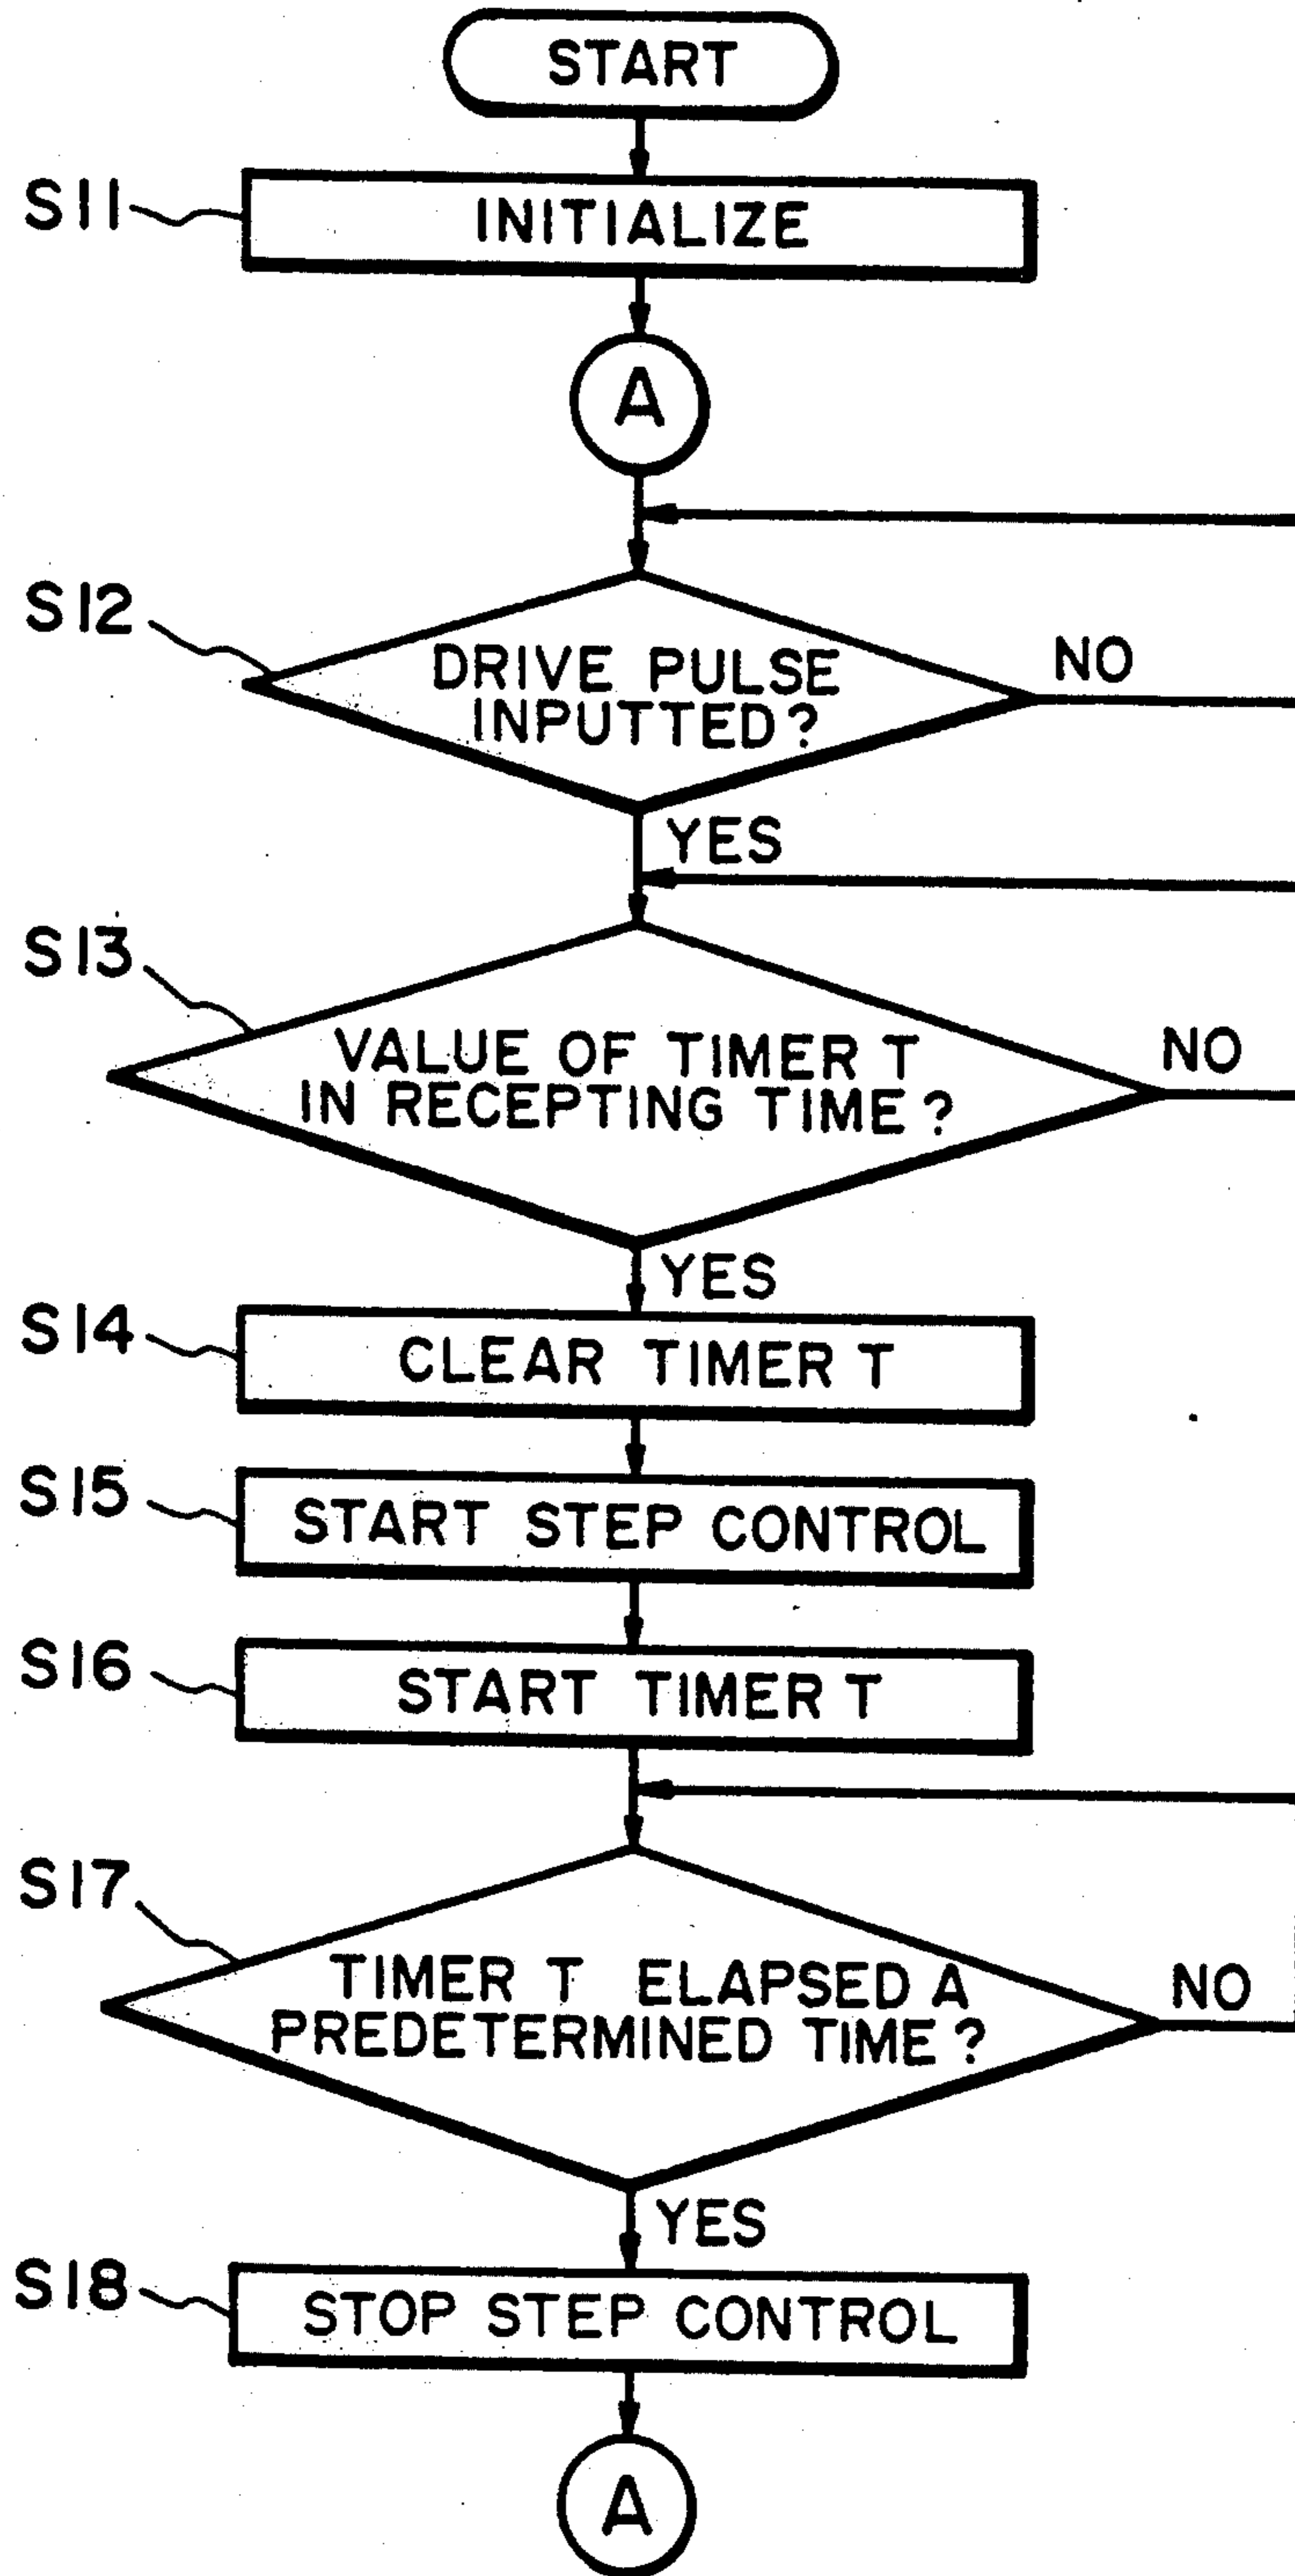 START
S11
INITIALIZE
A
S12
DRIVE PULSE
INPUTTED?
NO
YES
S13
VALUE OF TIMER T
IN RECEPTING TIME?
NO
YES
S14
CLEAR TIMER T
S15
START STEP CONTROL
S16
START TIMER T
S17
TIMER T ELAPSED A
PREDETERMINED TIME?
NO
YES
S18
STOP STEP CONTROL
A